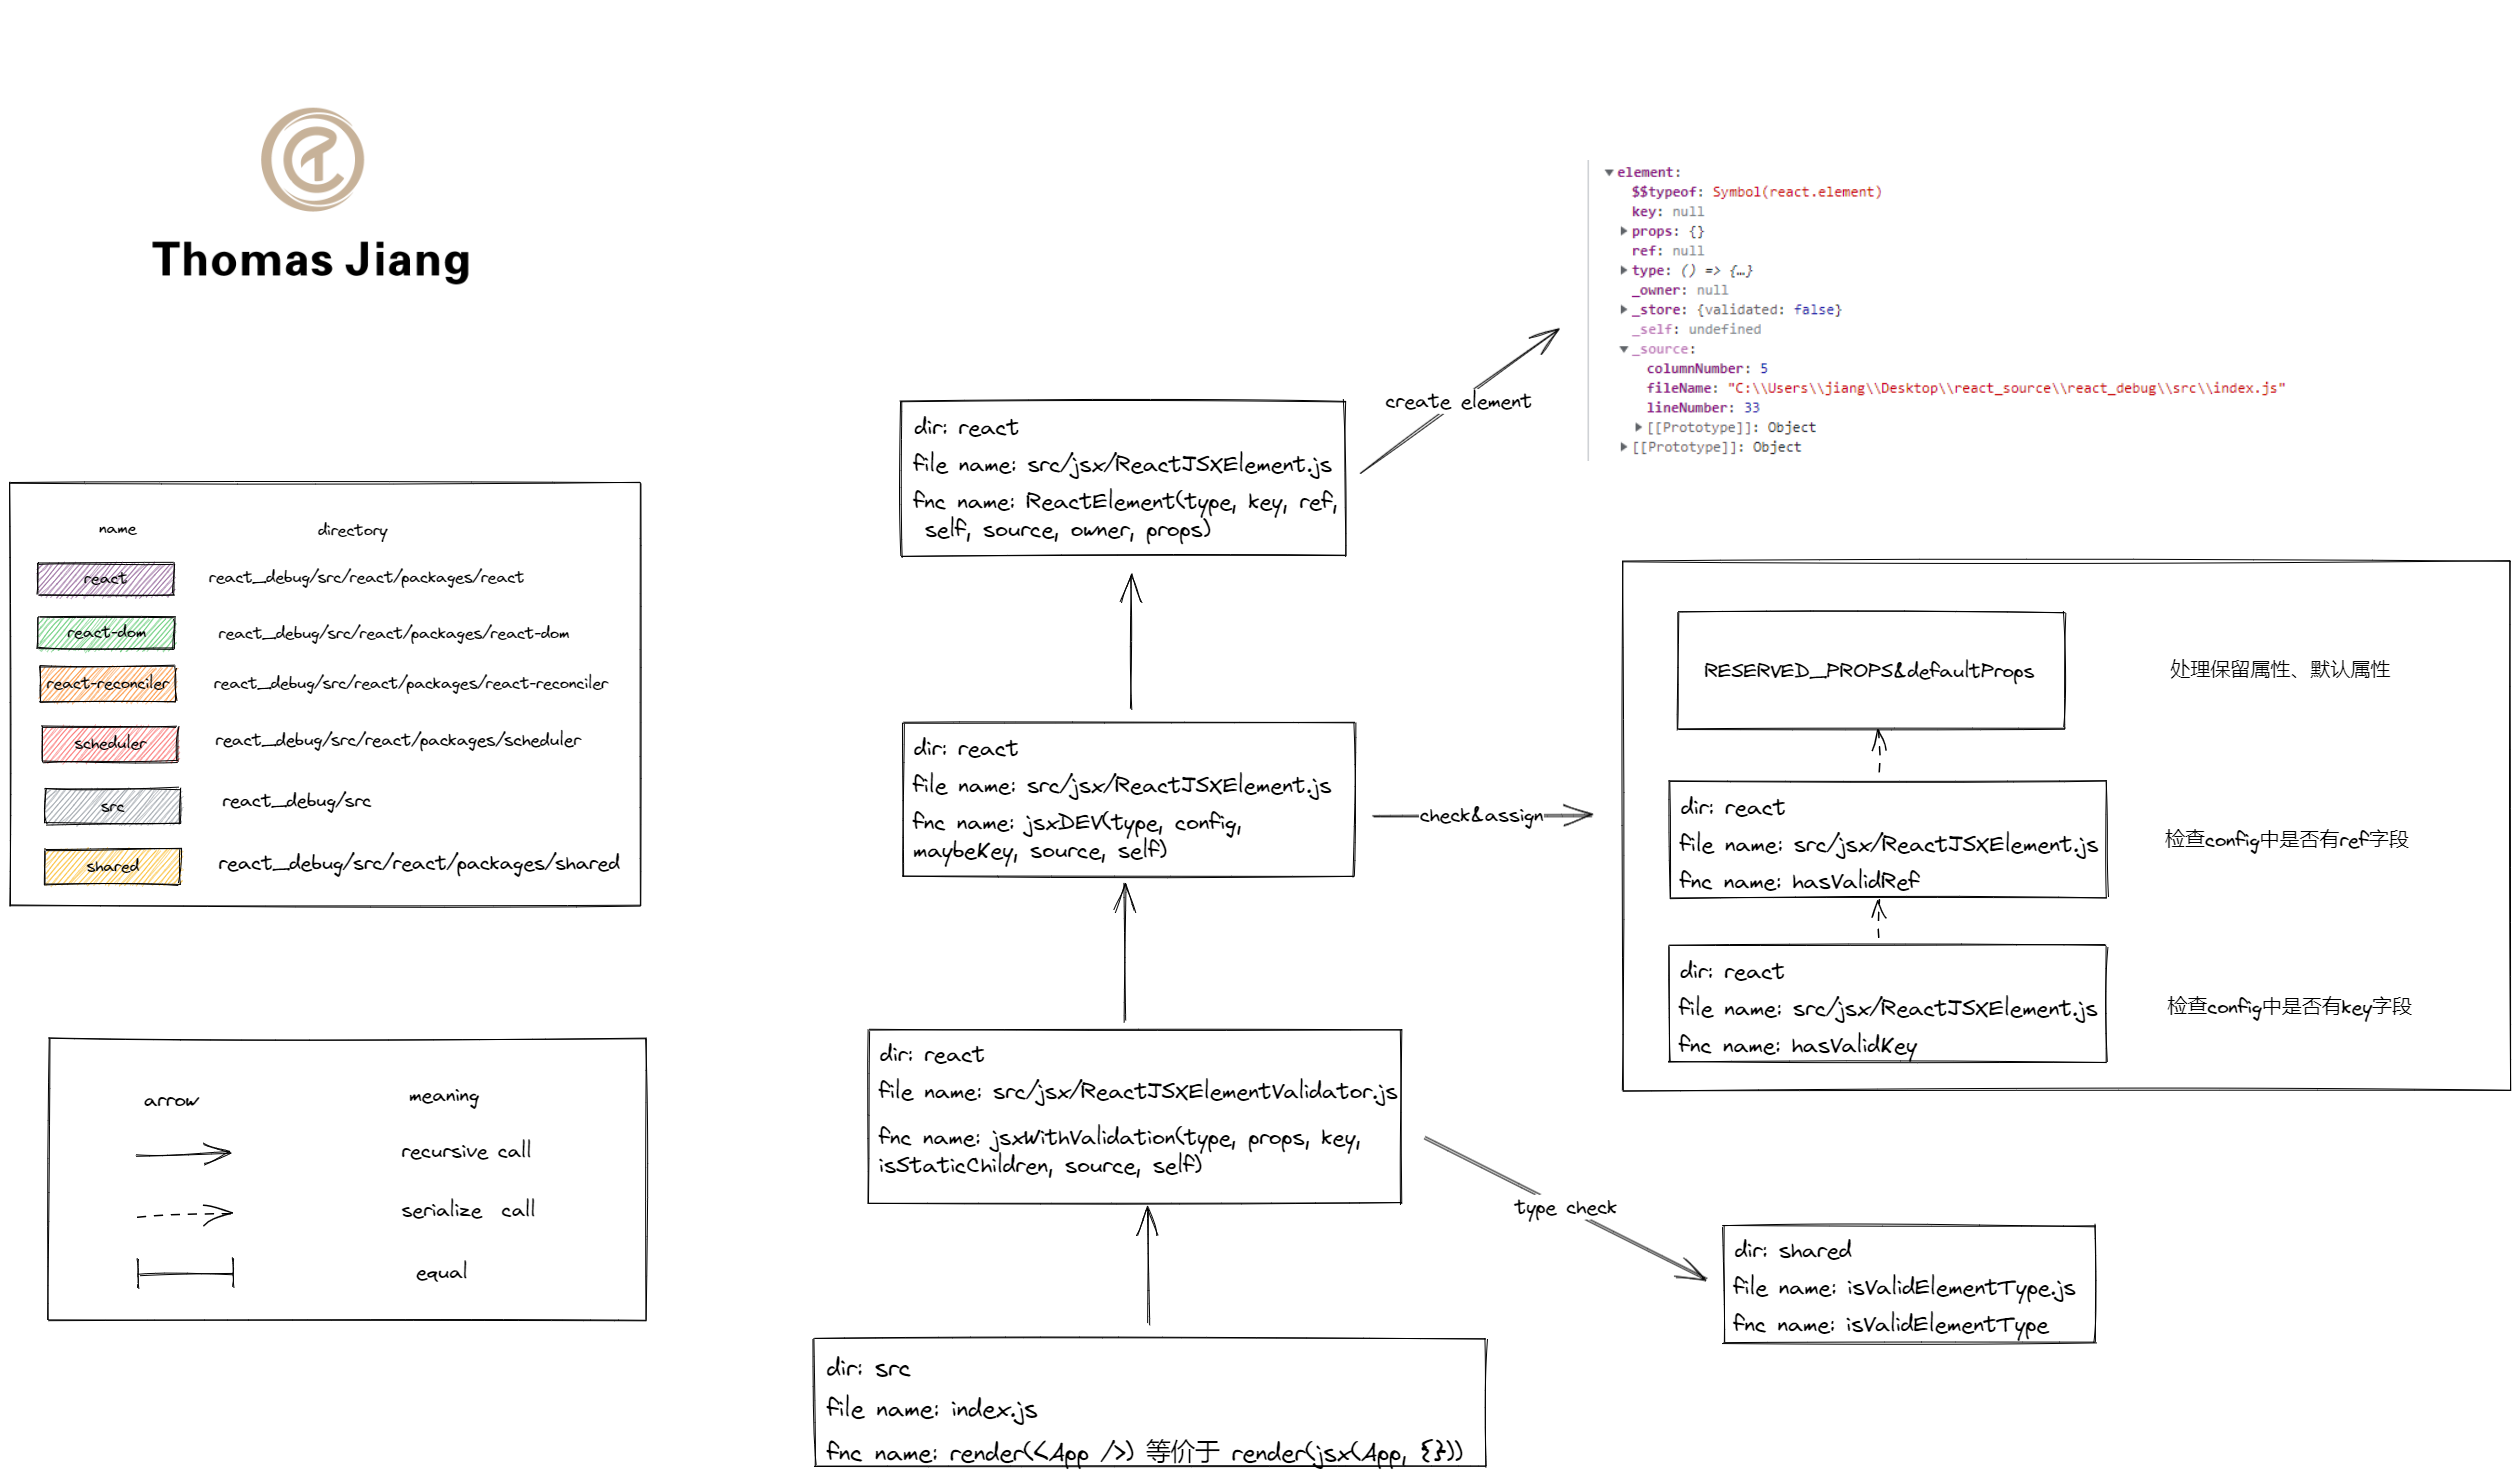 Thomas Jiang
element:
$$typeof: Symbol(react.element)
key: null
props: {}
ref: null
type: () => {…}
_owner: null
_store: {validated: false}
_self: undefined
_source:
columnNumber: 5
fileName: "C:\\Users\\jiang\\Desktop\\react_source\\react_debug\\src\\index.js"
lineNumber: 33
[[Prototype]]: Object
[[Prototype]]: Object
create element
dir: react
file name: src/jsx/ReactJSXElement.js
fnc name: ReactElement(type, key, ref,
self, source, owner, props)
name directory
react react_debug/src/react/packages/react
react-dom react_debug/src/react/packages/react-dom
react-reconciler react_debug/src/react/packages/react-reconciler
scheduler react_debug/src/react/packages/scheduler
src react_debug/src
shared react_debug/src/react/packages/shared
dir: react
file name: src/jsx/ReactJSXElement.js
fnc name: jsxDEV(type, config,
maybeKey, source, self)
check&assign
RESERVED_PROPS&defaultProps
处理保留属性、默认属性
dir: react
file name: src/jsx/ReactJSXElement.js
fnc name: hasValidRef
检查config中是否有ref字段
dir: react
file name: src/jsx/ReactJSXElement.js
fnc name: hasValidKey
检查config中是否有key字段
arrow meaning
recursive call
serialize call
equal
dir: react
file name: src/jsx/ReactJSXElementValidator.js
fnc name: jsxWithValidation(type, props, key,
isStaticChildren, source, self)
type check
dir: shared
file name: isValidElementType.js
fnc name: isValidElementType
dir: src
file name: index.js
fnc name: render(<App />) 等价于 render(jsx(App, {}))